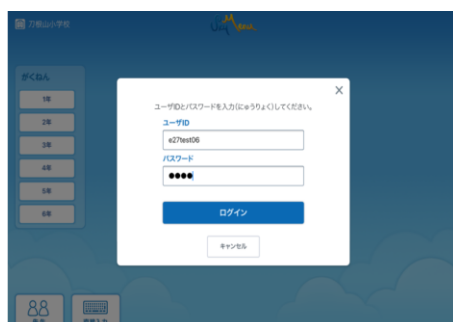 刀根山小学校
がくねん
1年
2年
3年
4年
5年
6年
X
ユーザIDとパスワードを入力(にゅうりょく)してください。
ユーザID
e27test06
パスワード
●●●●
ログイン
キャンセル